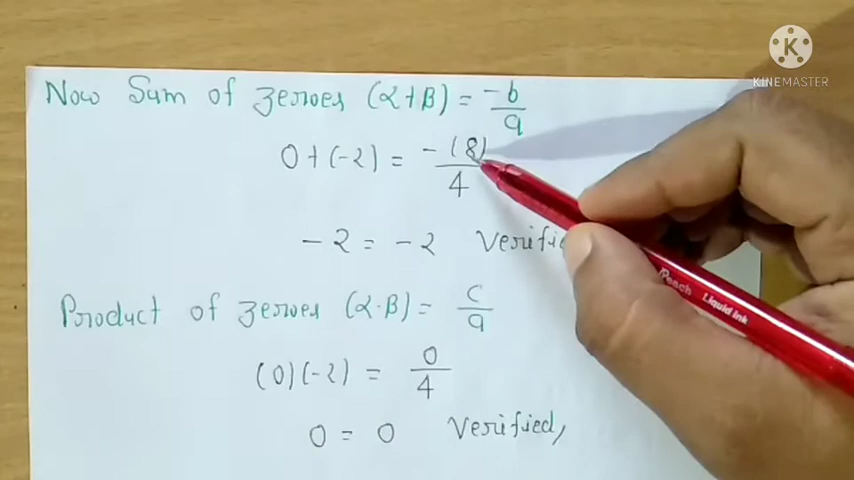 Now Sum of zeroes (α+β) = -b/a
0+(-2) = -(8)/4
-2 = -2 Verifie
Product of zeroes (α·β) = c/a
(0)(-2) = 0/4
0 = 0 Verified,
Reach Liquid Ink
KINEMASTER